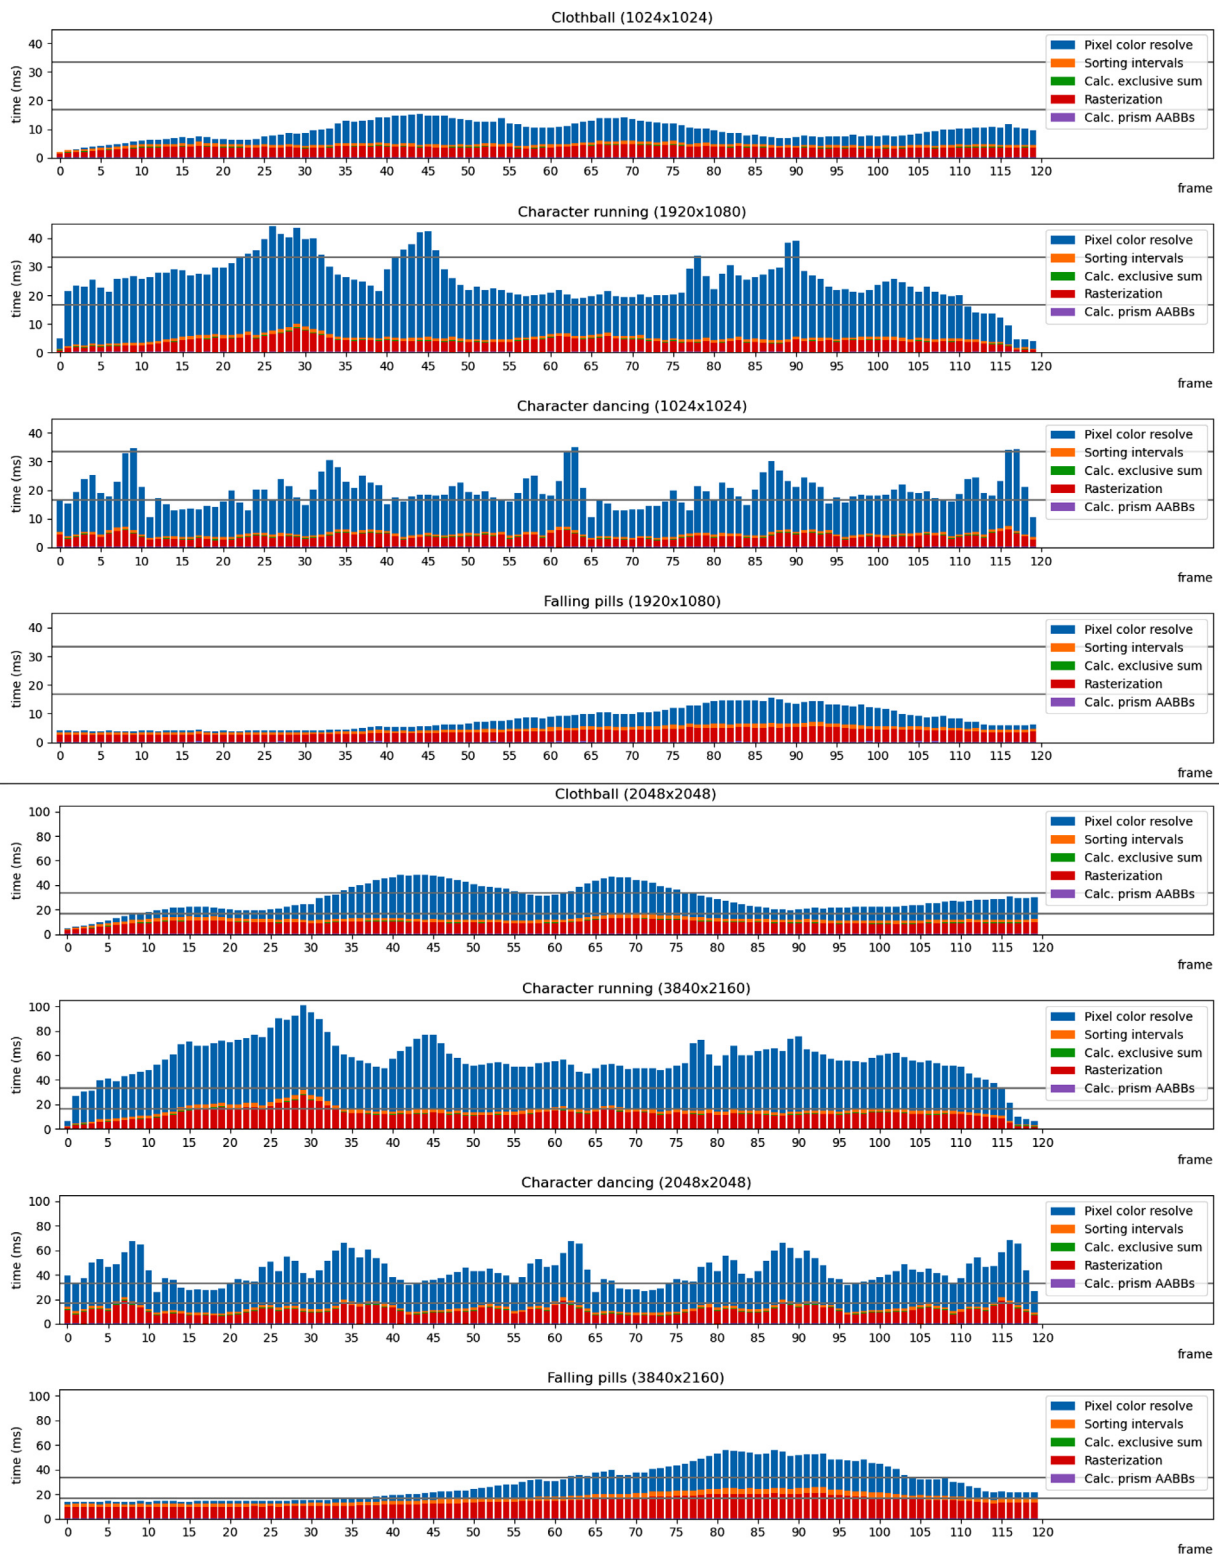 Clothball (1024x1024)
time (ms)
40
30
20
10
0
Pixel color resolve
Sorting intervals
Calc. exclusive sum
Rasterization
Calc. prism AABBs
0 5 10 15 20 25 30 35 40 45 50 55 60 65 70 75 80 85 90 95 100 105 110 115 120
frame
Character running (1920x1080)
time (ms)
40
30
20
10
0
Pixel color resolve
Sorting intervals
Calc. exclusive sum
Rasterization
Calc. prism AABBs
0 5 10 15 20 25 30 35 40 45 50 55 60 65 70 75 80 85 90 95 100 105 110 115 120
frame
Character dancing (1024x1024)
time (ms)
40
30
20
10
0
Pixel color resolve
Sorting intervals
Calc. exclusive sum
Rasterization
Calc. prism AABBs
0 5 10 15 20 25 30 35 40 45 50 55 60 65 70 75 80 85 90 95 100 105 110 115 120
frame
Falling pills (1920x1080)
time (ms)
40
30
20
10
0
Pixel color resolve
Sorting intervals
Calc. exclusive sum
Rasterization
Calc. prism AABBs
0 5 10 15 20 25 30 35 40 45 50 55 60 65 70 75 80 85 90 95 100 105 110 115 120
frame
Clothball (2048x2048)
time (ms)
100
80
60
40
20
0
Pixel color resolve
Sorting intervals
Calc. exclusive sum
Rasterization
Calc. prism AABBs
0 5 10 15 20 25 30 35 40 45 50 55 60 65 70 75 80 85 90 95 100 105 110 115 120
frame
Character running (3840x2160)
time (ms)
100
80
60
40
20
0
Pixel color resolve
Sorting intervals
Calc. exclusive sum
Rasterization
Calc. prism AABBs
0 5 10 15 20 25 30 35 40 45 50 55 60 65 70 75 80 85 90 95 100 105 110 115 120
frame
Character dancing (2048x2048)
time (ms)
100
80
60
40
20
0
Pixel color resolve
Sorting intervals
Calc. exclusive sum
Rasterization
Calc. prism AABBs
0 5 10 15 20 25 30 35 40 45 50 55 60 65 70 75 80 85 90 95 100 105 110 115 120
frame
Falling pills (3840x2160)
time (ms)
100
80
60
40
20
0
Pixel color resolve
Sorting intervals
Calc. exclusive sum
Rasterization
Calc. prism AABBs
0 5 10 15 20 25 30 35 40 45 50 55 60 65 70 75 80 85 90 95 100 105 110 115 120
frame